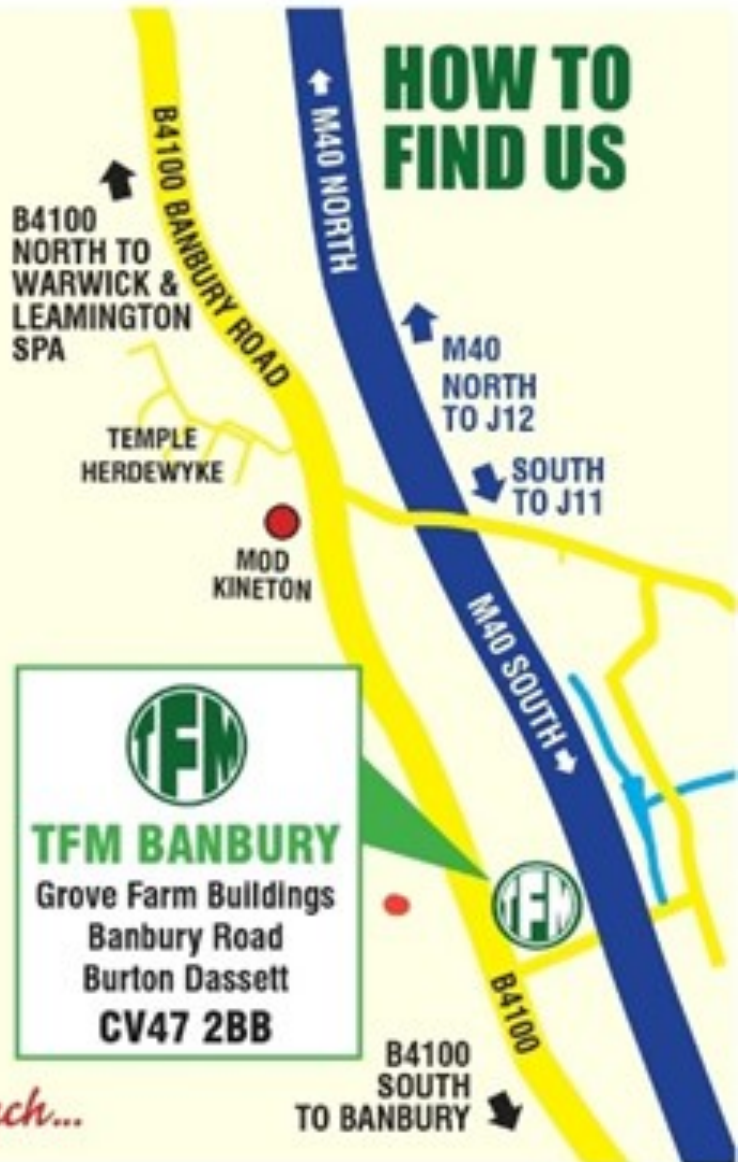 HOW TO
FIND US
M40 NORTH
B4100 BANBURY ROAD
B4100
NORTH TO
WARWICK &
LEAMINGTON
SPA
M40
NORTH
TO J12
SOUTH
TO J11
TEMPLE
HERDEWYKE
MOD
KINETON
M40 SOUTH
TFM
TFM BANBURY
Grove Farm Buildings
Banbury Road
Burton Dassett
CV47 2BB
TFM
B4100
B4100
SOUTH
TO BANBURY